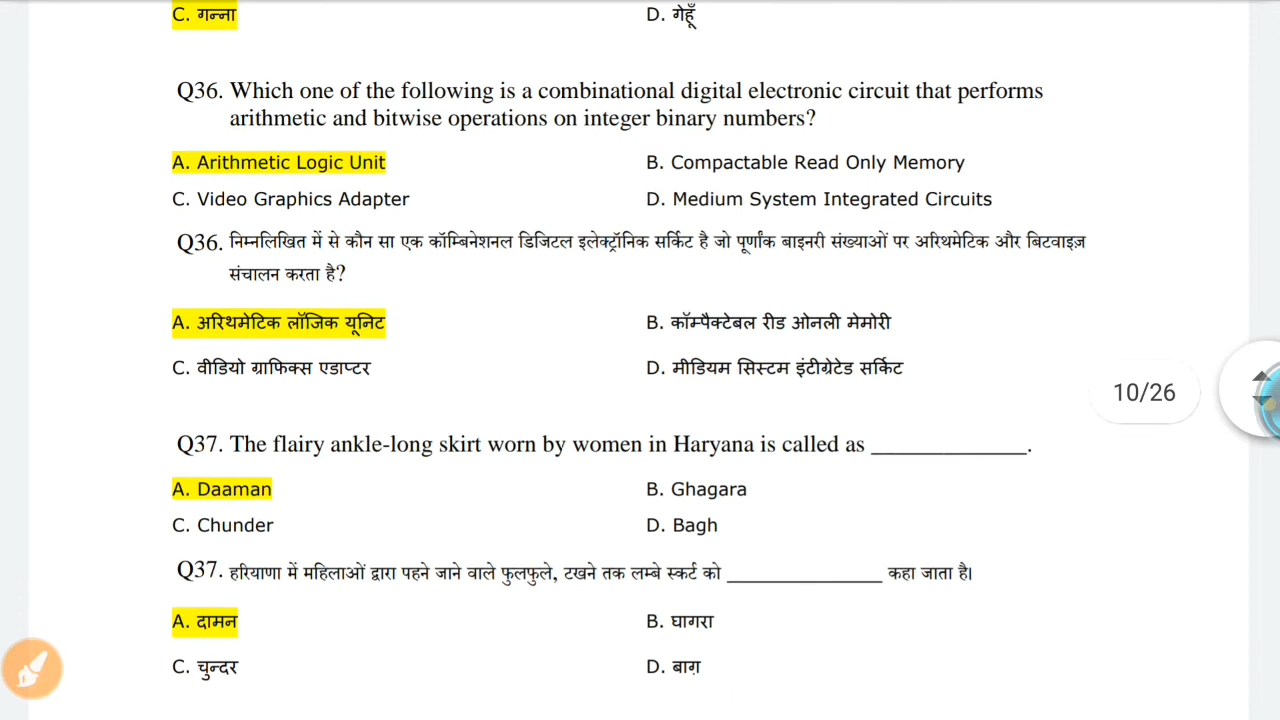 C. गन्ना
D. गेहूँ
Q36. Which one of the following is a combinational digital electronic circuit that performs
arithmetic and bitwise operations on integer binary numbers?
A. Arithmetic Logic Unit
B. Compactable Read Only Memory
C. Video Graphics Adapter
D. Medium System Integrated Circuits
Q36. निम्नलिखित में से कौन सा एक कॉम्बिनेशनल डिजिटल इलेक्ट्रॉनिक सर्किट है जो पूर्णांक बाइनरी संख्याओं पर अरिथमेटिक और बिटवाइज़
संचालन करता है?
A. अरिथमेटिक लॉजिक यूनिट
B. कॉम्पैक्टेबल रीड ओनली मेमोरी
C. वीडियो ग्राफिक्स एडाप्टर
D. मीडियम सिस्टम इंटीग्रेटेड सर्किट
10/26
Q37. The flairy ankle-long skirt worn by women in Haryana is called as ______________.
A. Daaman
B. Ghagara
C. Chunder
D. Bagh
Q37. हरियाणा में महिलाओं द्वारा पहने जाने वाले फुलफुले, टखने तक लम्बे स्कर्ट को ______________ कहा जाता है।
A. दामन
B. घागरा
C. चुन्दर
D. बाग़